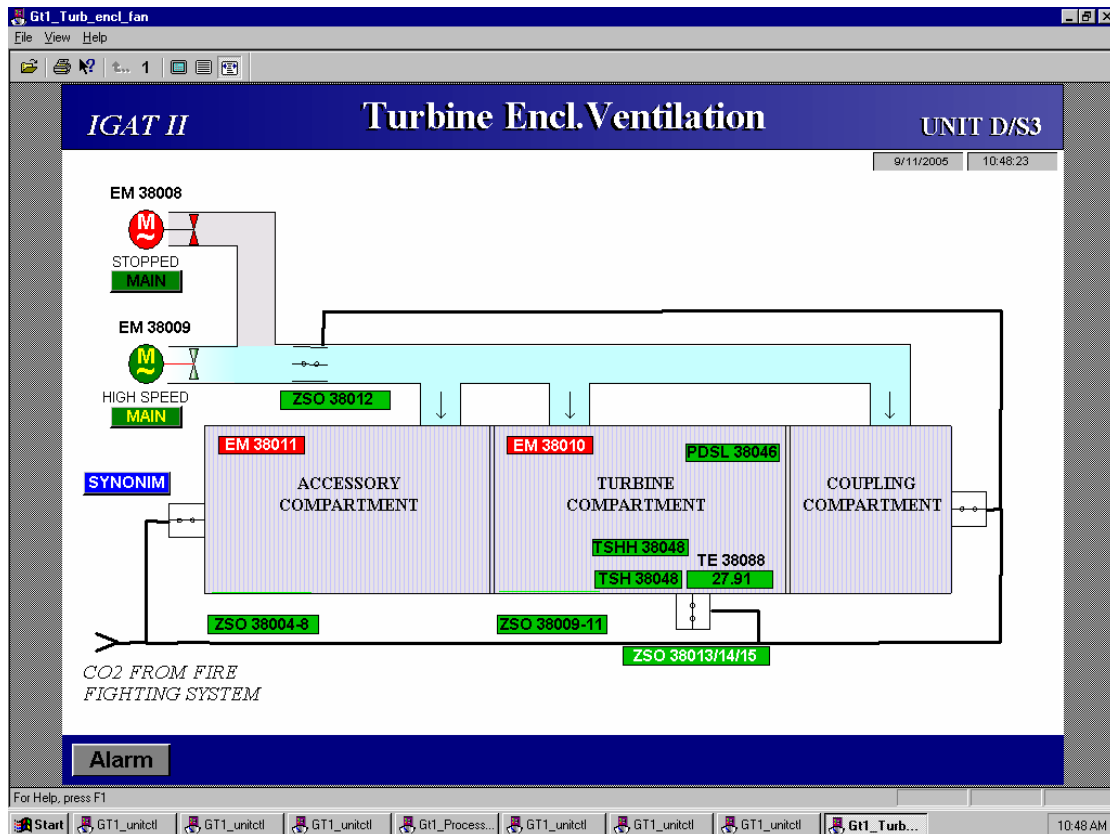 Gt1_Turb_encl_fan
File View Help
t... 1
IGAT II
Turbine Encl.Ventilation
UNIT D/S3
9/11/2005 10:48:23
EM 38008
M
~
STOPPED
MAIN
EM 38009
M
~
HIGH SPEED
MAIN
ZSO 38012
EM 38011
EM 38010
PDSL 38046
SYNONIM
ACCESSORY
COMPARTMENT
TURBINE
COMPARTMENT
COUPLING
COMPARTMENT
TSHH 38048
TE 38088
TSH 38048
27.91
ZSO 38004-8
ZSO 38009-11
ZSO 38013/14/15
CO2 FROM FIRE
FIGHTING SYSTEM
Alarm
For Help, press F1
Start GT1_unitctl GT1_unitctl GT1_unitctl Gt1_Process... GT1_unitctl GT1_unitctl GT1_unitctl Gt1_Turb... 10:48 AM